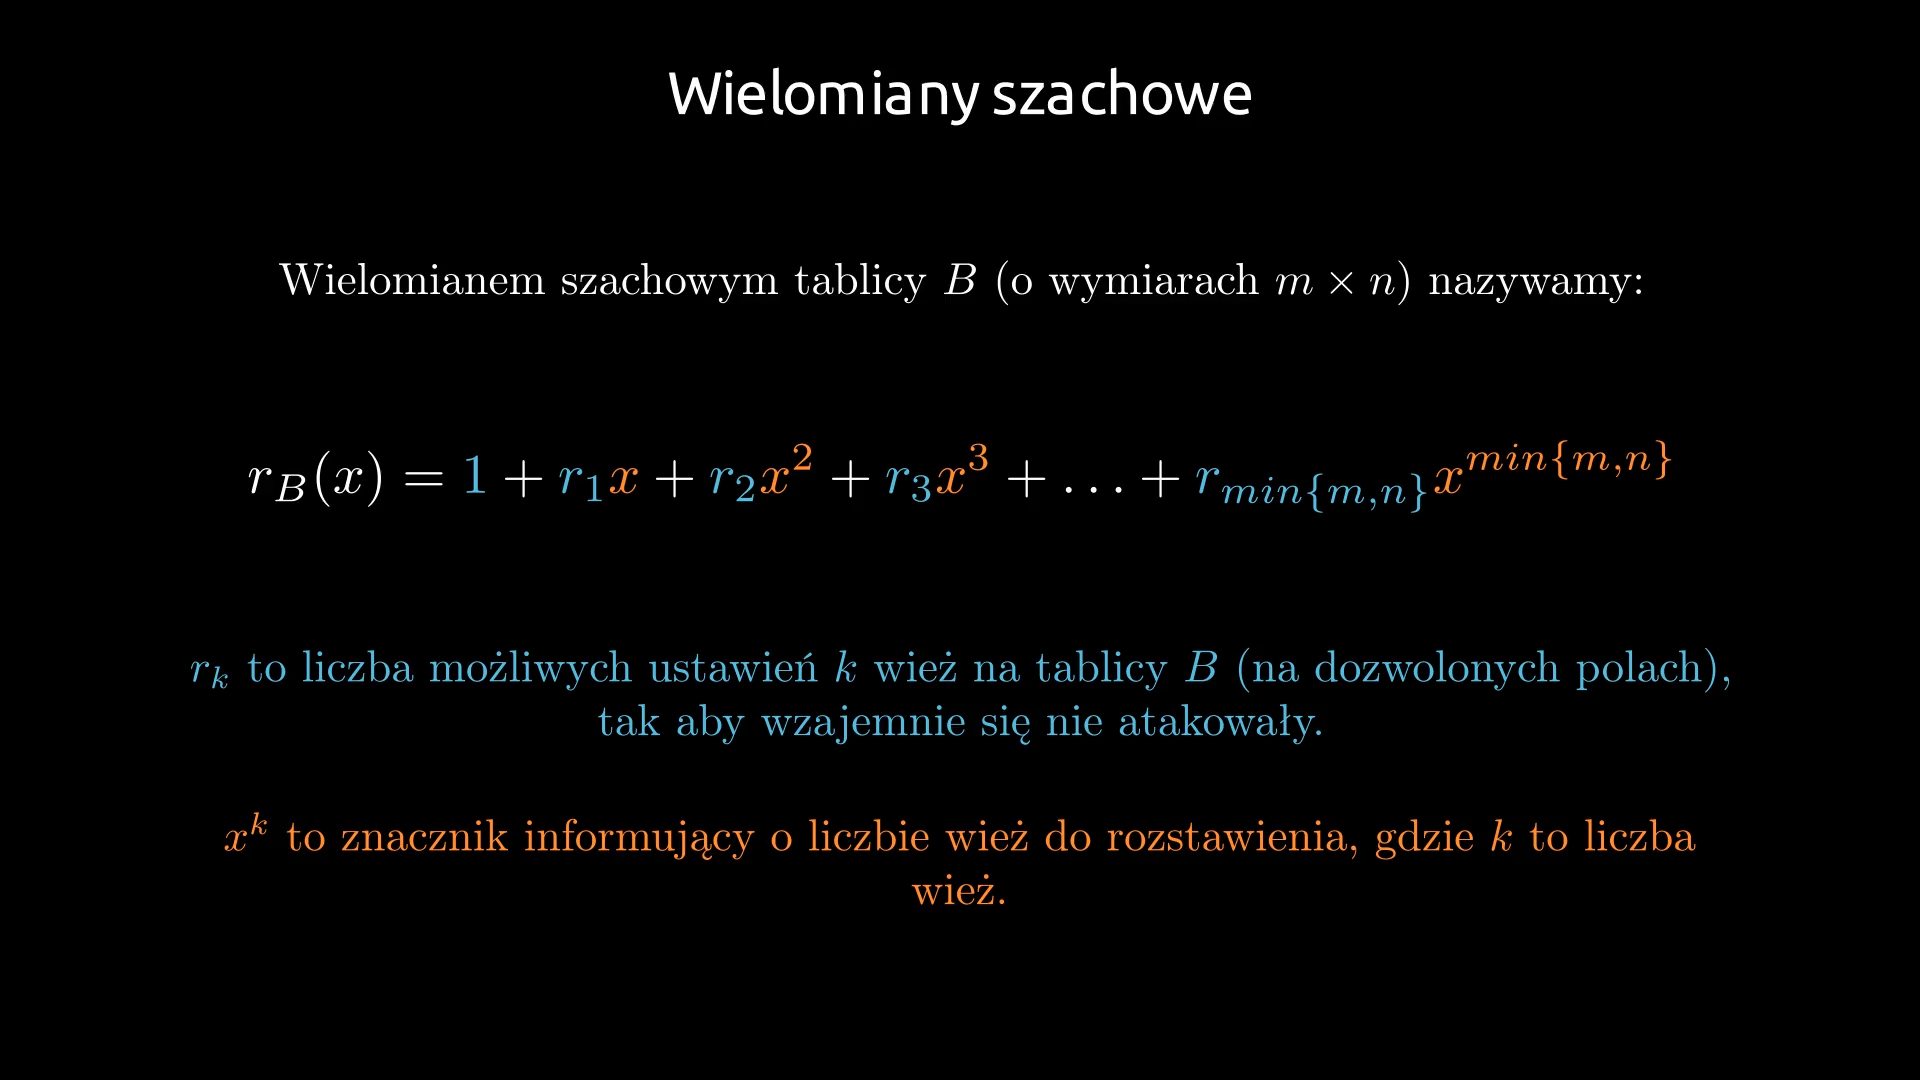 Wielomiany szachowe
Wielomianem szachowym tablicy B (o wymiarach m × n) nazywamy:
r_B(x) = 1 + r_1x + r_2x^2 + r_3x^3 + ... + r_{min{m,n}}x^{min{m,n}}
r_k to liczba możliwych ustawień k wież na tablicy B (na dozwolonych polach),
tak aby wzajemnie się nie atakowały.
x^k to znacznik informujący o liczbie wież do rozstawienia, gdzie k to liczba
wież.